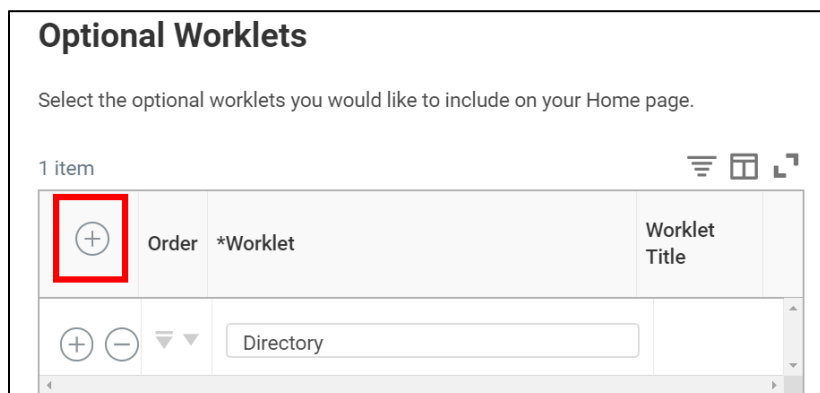 Optional Worklets
Select the optional worklets you would like to include on your Home page.
1 item
Order *Worklet Worklet
Title
Directory